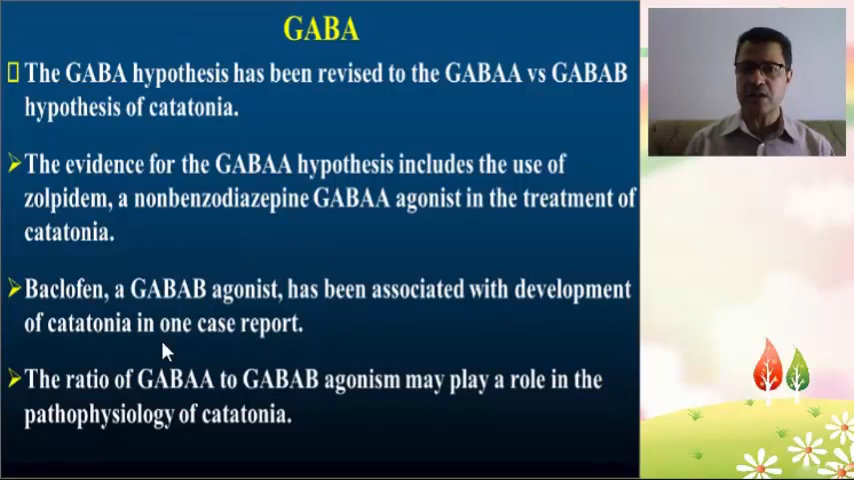 GABA
The GABA hypothesis has been revised to the GABAA vs GABAB
hypothesis of catatonia.
The evidence for the GABAA hypothesis includes the use of
zolpidem, a nonbenzodiazepine GABAA agonist in the treatment of
catatonia.
Baclofen, a GABAB agonist, has been associated with development
of catatonia in one case report.
The ratio of GABAA to GABAB agonism may play a role in the
pathophysiology of catatonia.